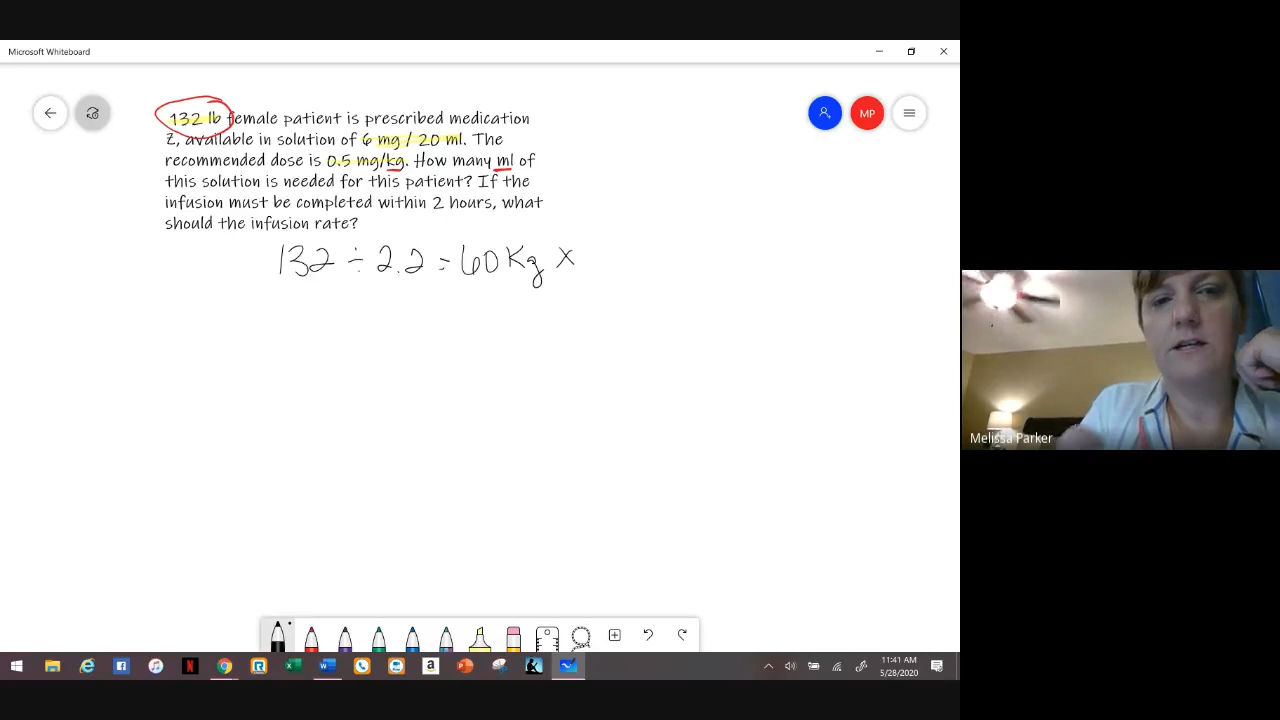 Microsoft Whiteboard
132 lb female patient is prescribed medication
Z, available in solution of 6 mg / 20 ml. The
recommended dose is 0.5 mg/kg. How many ml of
this solution is needed for this patient? If the
infusion must be completed within 2 hours, what
should the infusion rate?
MP
132 ÷ 2.2 = 60 Kg x
Melissa Parker
11:41 AM
5/28/2020